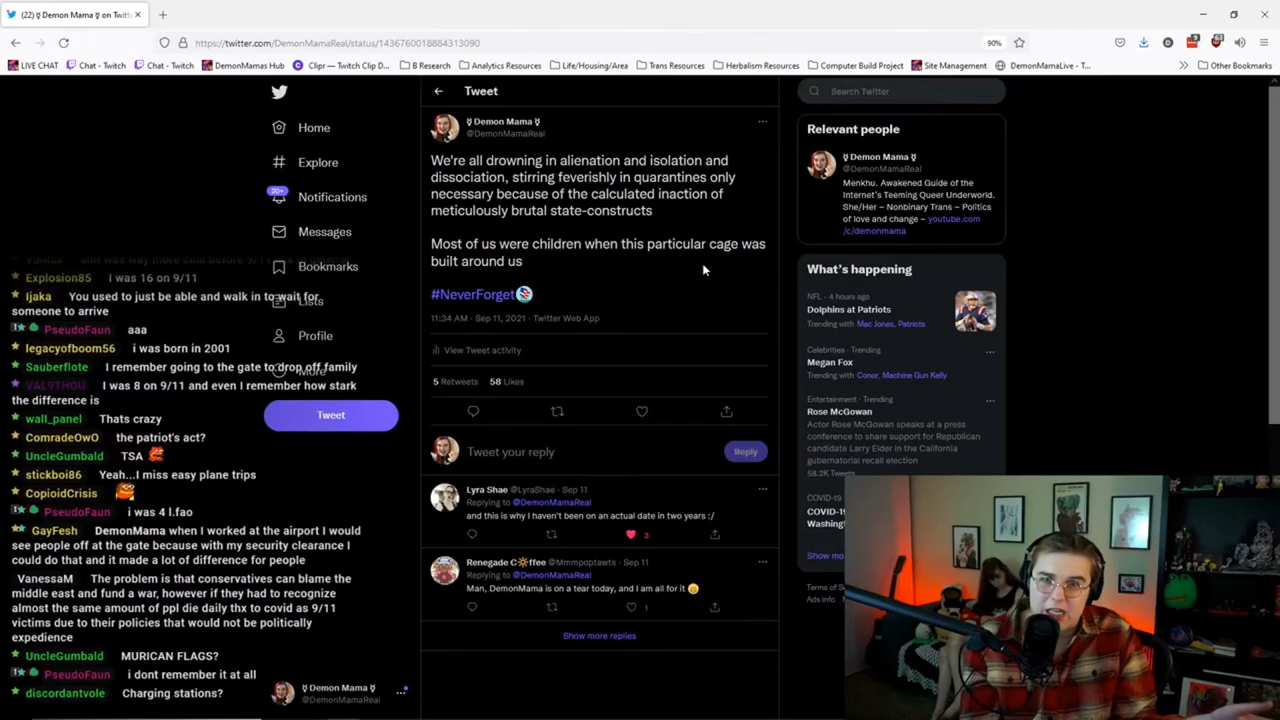 (22) ☿ Demon Mama ☿ on Twitt
https://twitter.com/DemonMamaReal/status/1436760018884313090
90%
LIVE CHAT
Chat - Twitch
Chat - Twitch
DemonMamas Hub
Clipr — Twitch Clip D...
B Research
Analytics Resources
Life/Housing/Area
Trans Resources
Herbalism Resources
Computer Build Project
Site Management
DemonMamaLive - T...
Other Bookmarks
Home
Explore
20+
Notifications
Messages
Bookmarks
Lists
Profile
More
Tweet
☿ Demon Mama ☿
@DemonMamaReal
Explosion85 I was 16 on 9/11
Ijaka You used to just be able and walk in to wait for
someone to arrive
PseudoFaun aaa
legacyofboom56 i was born in 2001
Sauberflote I remember going to the gate to drop off family
VAL9THOU I was 8 on 9/11 and even I remember how stark
the difference is
wall_panel Thats crazy
ComradeOwO the patriot's act?
UncleGumbald TSA
stickboi86 Yeah...I miss easy plane trips
CopioidCrisis
PseudoFaun i was 4 l.fao
GayFesh DemonMama when I worked at the airport I would
see people off at the gate because with my security clearance I
could do that and it made a lot of difference for people
VanessaM The problem is that conservatives can blame the
middle east and fund a war, however if they had to recognize
almost the same amount of ppl die daily thx to covid as 9/11
victims due to their policies that would not be politically
expedience
UncleGumbald MURICAN FLAGS?
PseudoFaun i dont remember it at all
discordantvole Charging stations?
Tweet
☿ Demon Mama ☿
@DemonMamaReal
We're all drowning in alienation and isolation and
dissociation, stirring feverishly in quarantines only
necessary because of the calculated inaction of
meticulously brutal state-constructs
Most of us were children when this particular cage was
built around us
#NeverForget
11:34 AM · Sep 11, 2021 · Twitter Web App
View Tweet activity
5 Retweets 58 Likes
Tweet your reply
Reply
Lyra Shae @LyraShae · Sep 11
Replying to @DemonMamaReal
and this is why I haven't been on an actual date in two years :/
3
Renegade C☀ffee @Mmmpoptawts · Sep 11
Replying to @DemonMamaReal
Man, DemonMama is on a tear today, and I am all for it
1
Show more replies
Search Twitter
Relevant people
☿ Demon Mama ☿
@DemonMamaReal
Menkhu. Awakened Guide of the
Internet's Teeming Queer Underworld.
She/Her ~ Nonbinary Trans ~ Politics
of love and change ~ youtube.com
/c/demonmama
What's happening
NFL · 4 hours ago
Dolphins at Patriots
Trending with Mac Jones, Patriots
Celebrities · Trending
Megan Fox
Trending with Conor, Machine Gun Kelly
Entertainment · Trending
Rose McGowan
Actor Rose McGowan speaks at a press
conference to share support for Republican
candidate Larry Elder in the California
gubernatorial recall election
58.2K Tweets
COVID-19
COVID-19
Washing
Show mo
Terms of S
Ads info